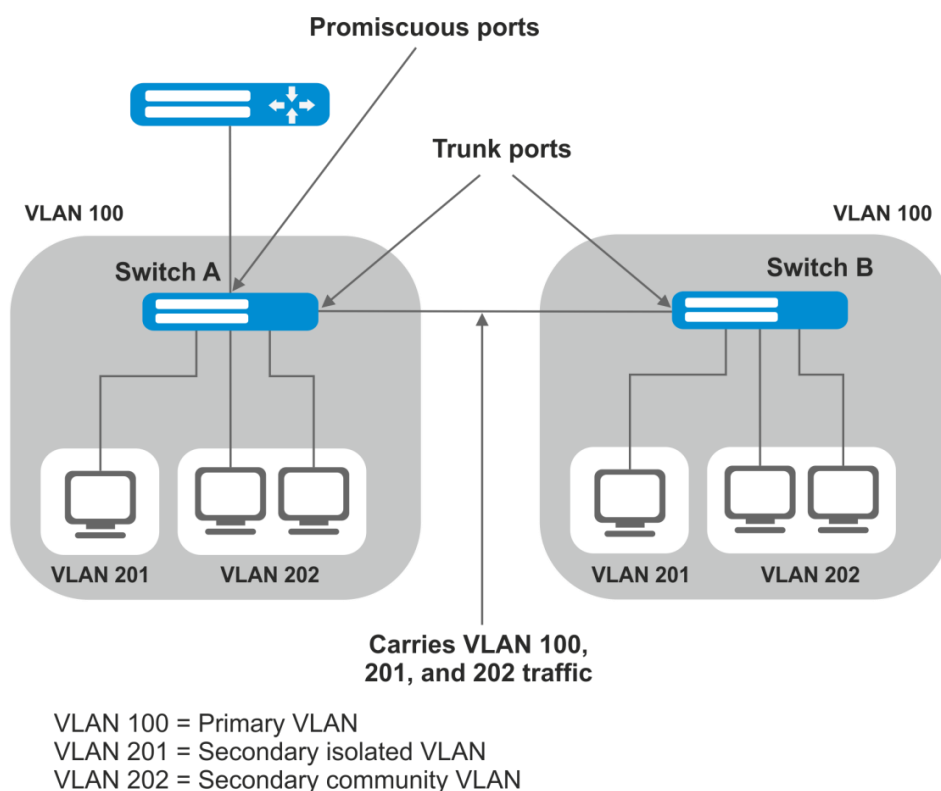 Promiscuous ports
Trunk ports
VLAN 100
VLAN 100
Switch A
Switch B
VLAN 201
VLAN 202
VLAN 201
VLAN 202
Carries VLAN 100,
201, and 202 traffic
VLAN 100 = Primary VLAN
VLAN 201 = Secondary isolated VLAN
VLAN 202 = Secondary community VLAN